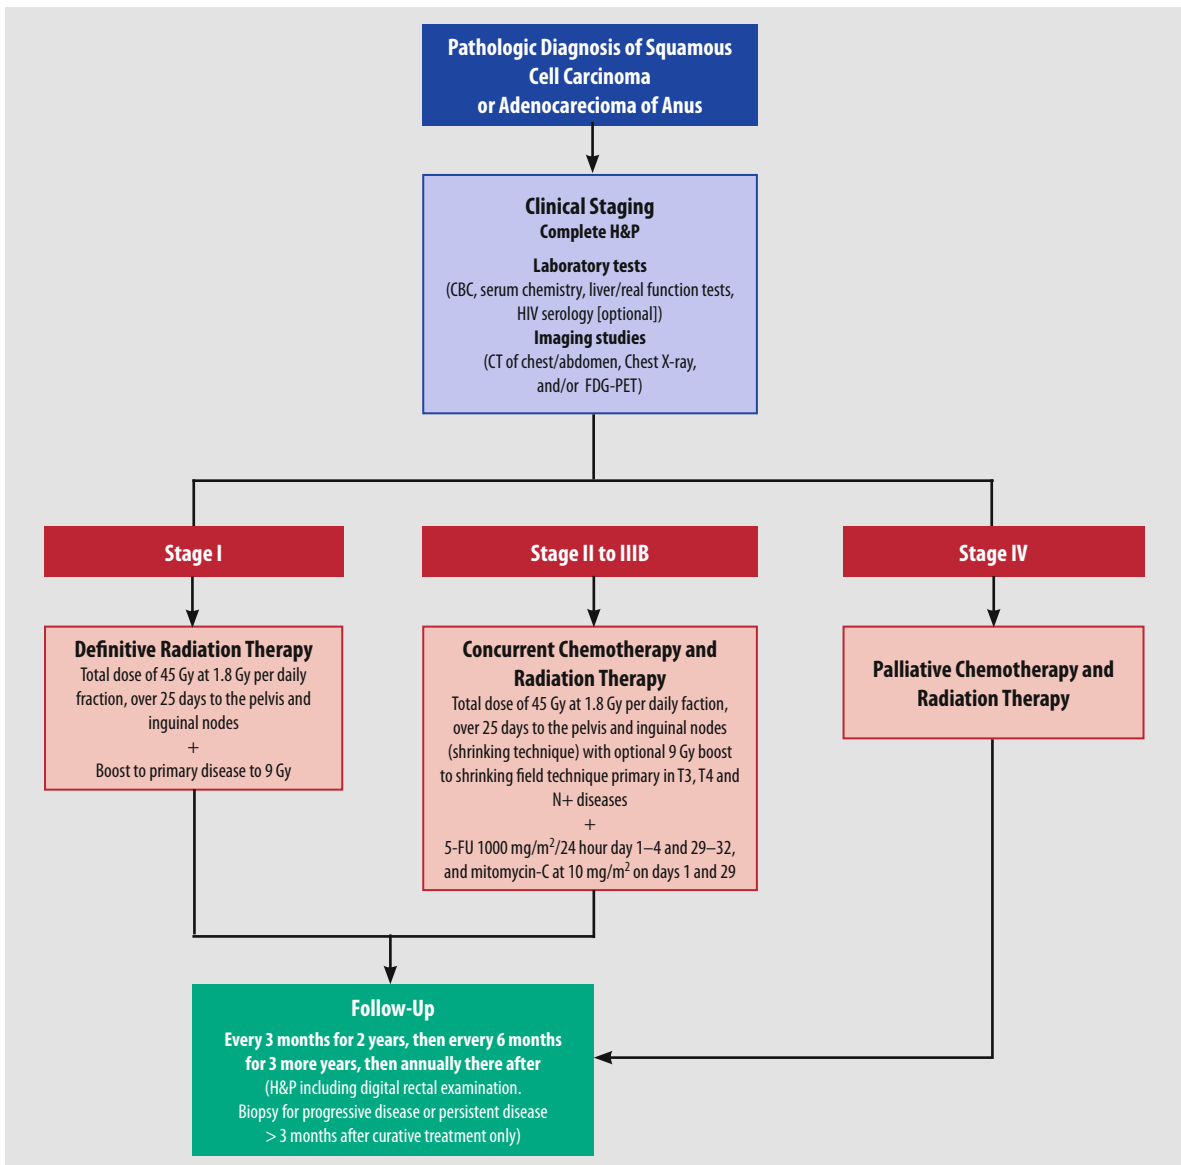 Pathologic Diagnosis of Squamous
Cell Carcinoma
or Adenocarecioma of Anus
Clinical Staging
Complete H&P
Laboratory tests
(CBC, serum chemistry, liver/real function tests,
HIV serology [optional])
Imaging studies
(CT of chest/abdomen, Chest X-ray,
and/or FDG-PET)
Stage I
Definitive Radiation Therapy
Total dose of 45 Gy at 1.8 Gy per daily
fraction, over 25 days to the pelvis and
inguinal nodes
+
Boost to primary disease to 9 Gy
Stage II to IIIB
Concurrent Chemotherapy and
Radiation Therapy
Total dose of 45 Gy at 1.8 Gy per daily faction,
over 25 days to the pelvis and inguinal nodes
(shrinking technique) with optional 9 Gy boost
to shrinking field technique primary in T3, T4 and
N+ diseases
+
5-FU 1000 mg/m²/24 hour day 1–4 and 29–32,
and mitomycin-C at 10 mg/m² on days 1 and 29
Stage IV
Palliative Chemotherapy and
Radiation Therapy
Follow-Up
Every 3 months for 2 years, then ervery 6 months
for 3 more years, then annually there after
(H&P including digital rectal examination.
Biopsy for progressive disease or persistent disease
> 3 months after curative treatment only)